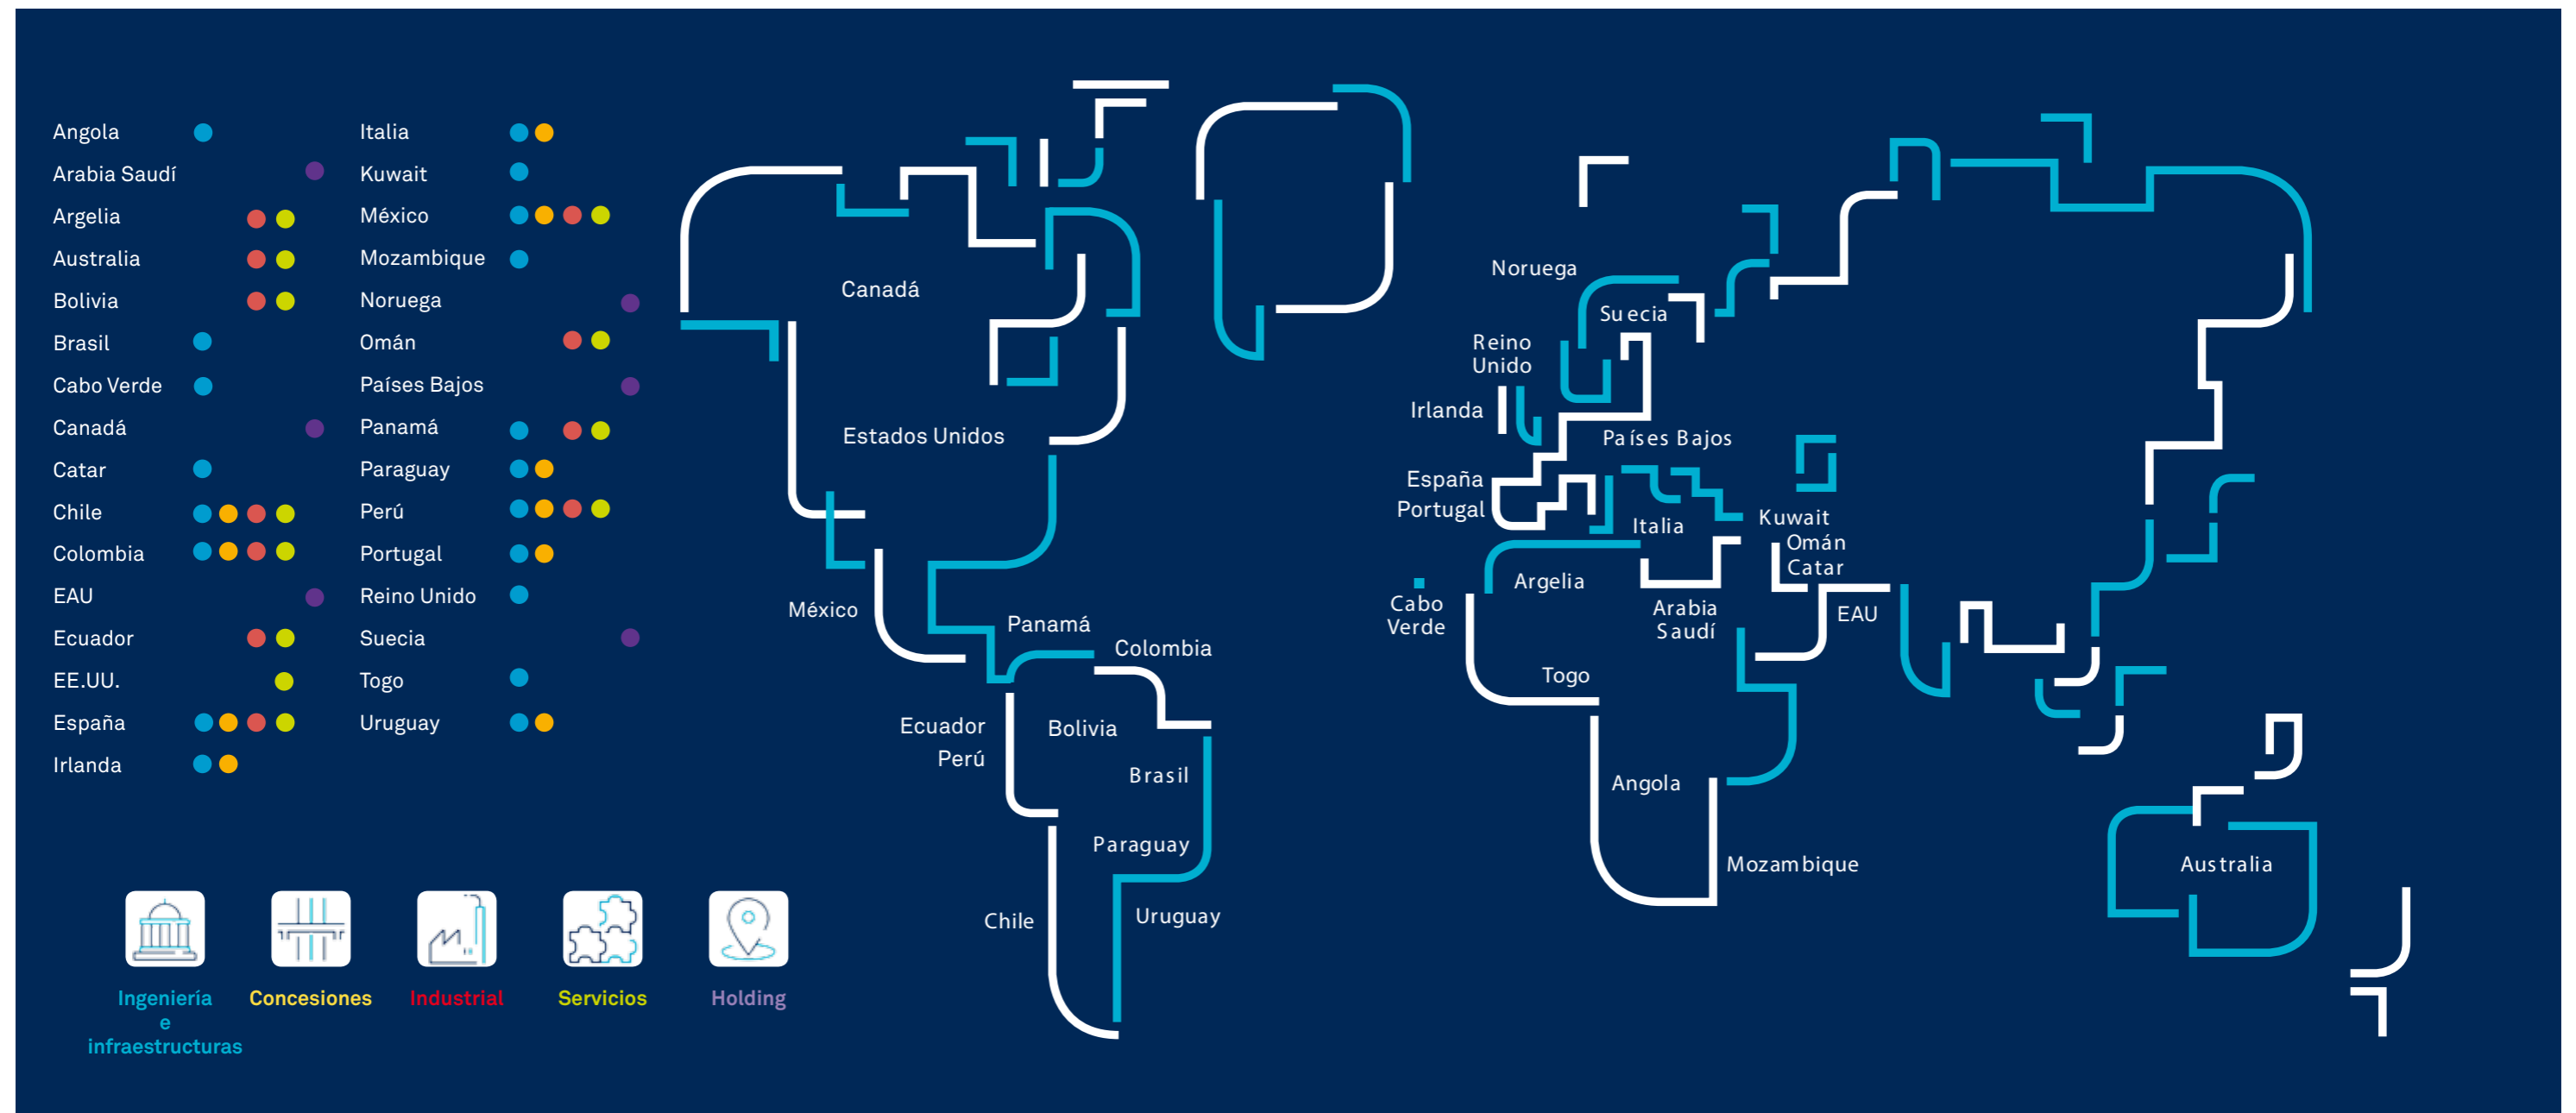 Angola
Arabia Saudí
Argelia
Australia
Bolivia
Brasil
Cabo Verde
Canadá
Catar
Chile
Colombia
EAU
Ecuador
EE.UU.
España
Irlanda
Italia
Kuwait
México
Mozambique
Noruega
Omán
Países Bajos
Panamá
Paraguay
Perú
Portugal
Reino Unido
Suecia
Togo
Uruguay
Ingeniería
e
infraestructuras
Concesiones
Industrial
Servicios
Holding
Canadá
Estados Unidos
México
Panamá
Colombia
Ecuador
Perú
Bolivia
Brasil
Paraguay
Chile
Uruguay
Noruega
Suecia
Reino
Unido
Irlanda
Países Bajos
España
Portugal
Italia
Kuwait
Omán
Catar
Argelia
Cabo
Verde
Arabia
Saudí
EAU
Togo
Angola
Mozambique
Australia